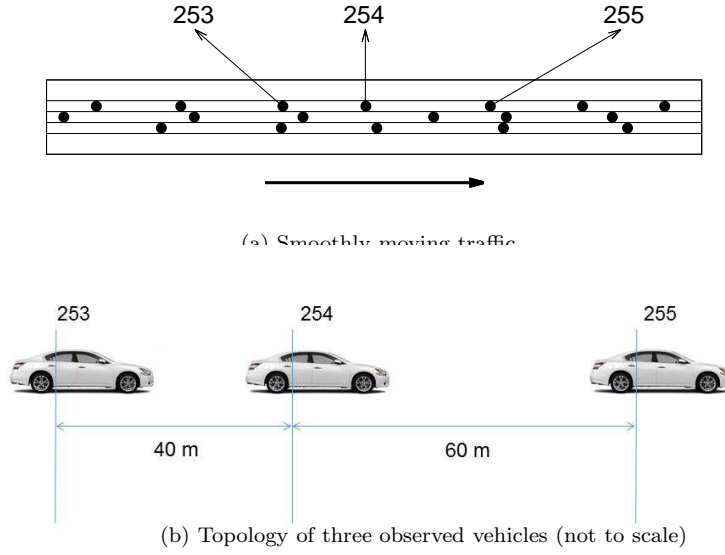 253 254 255
(a) Smoothly moving traffic
253 254 255
40 m 60 m
(b) Topology of three observed vehicles (not to scale)